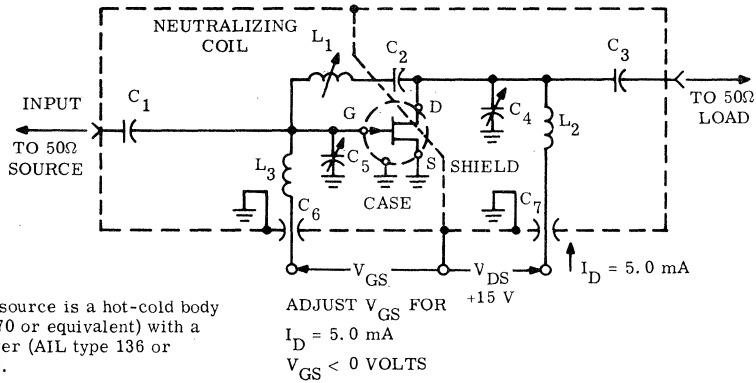 NEUTRALIZING
COIL
L1
C2
C3
INPUT
C1
TO 50Ω
SOURCE
G
D
S
C4
L2
TO 50Ω
LOAD
C5
SHIELD
L3
CASE
C6
C7
VGS
VDS
+15 V
ID = 5.0 mA
source is a hot-cold body
70 or equivalent) with a
er (AIL type 136 or
.
ADJUST VGS FOR
ID = 5.0 mA
VGS < 0 VOLTS